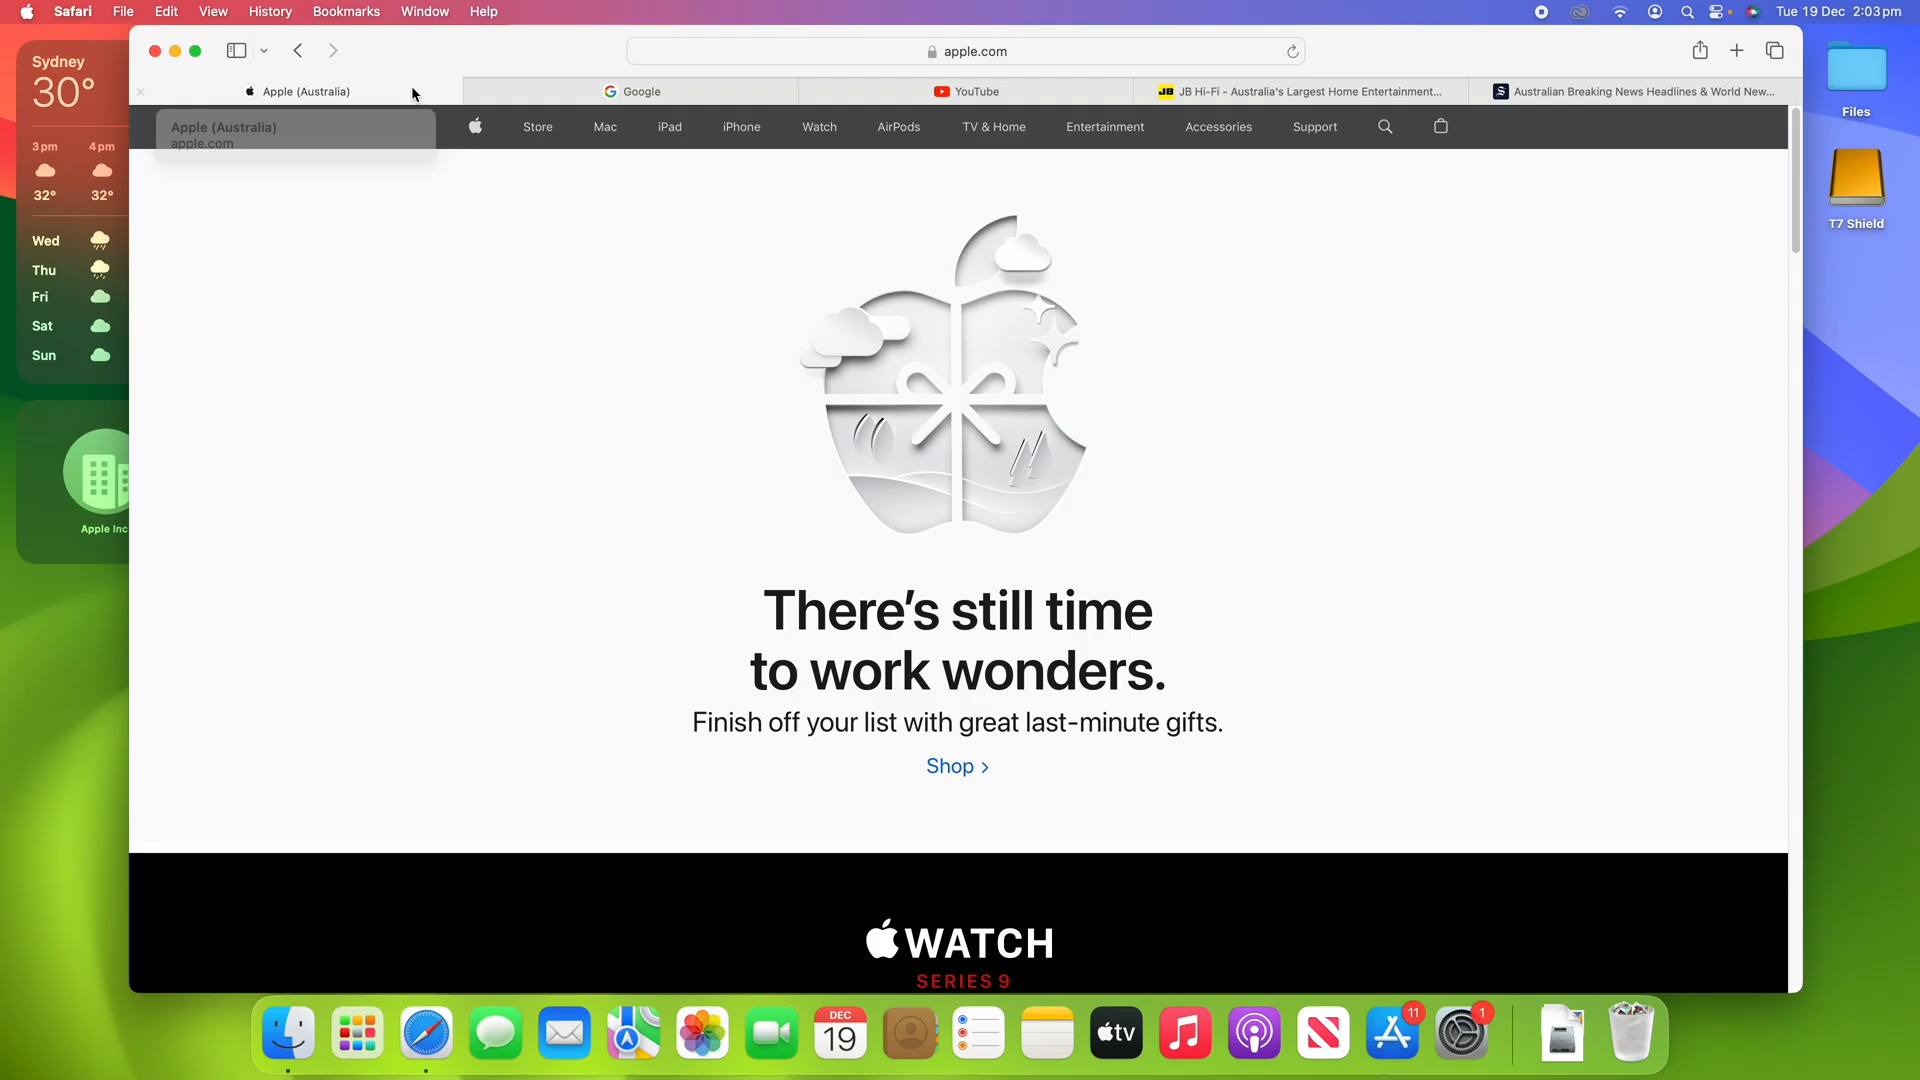 Safari File Edit View History Bookmarks Window Help
Tue 19 Dec 2:03 pm
apple.com
Apple (Australia)
Google
YouTube
JB JB Hi-Fi - Australia's Largest Home Entertainment...
S Australian Breaking News Headlines & World New...
Apple (Australia)
apple.com
Store Mac iPad iPhone Watch AirPods TV & Home Entertainment Accessories Support
Sydney
30°
3 pm 4 pm
32° 32°
Wed
Thu
Fri
Sat
Sun
Apple Inc
Files
T7 Shield
There's still time
to work wonders.
Finish off your list with great last-minute gifts.
Shop >
WATCH
SERIES 9
DEC
19
tv
11
1